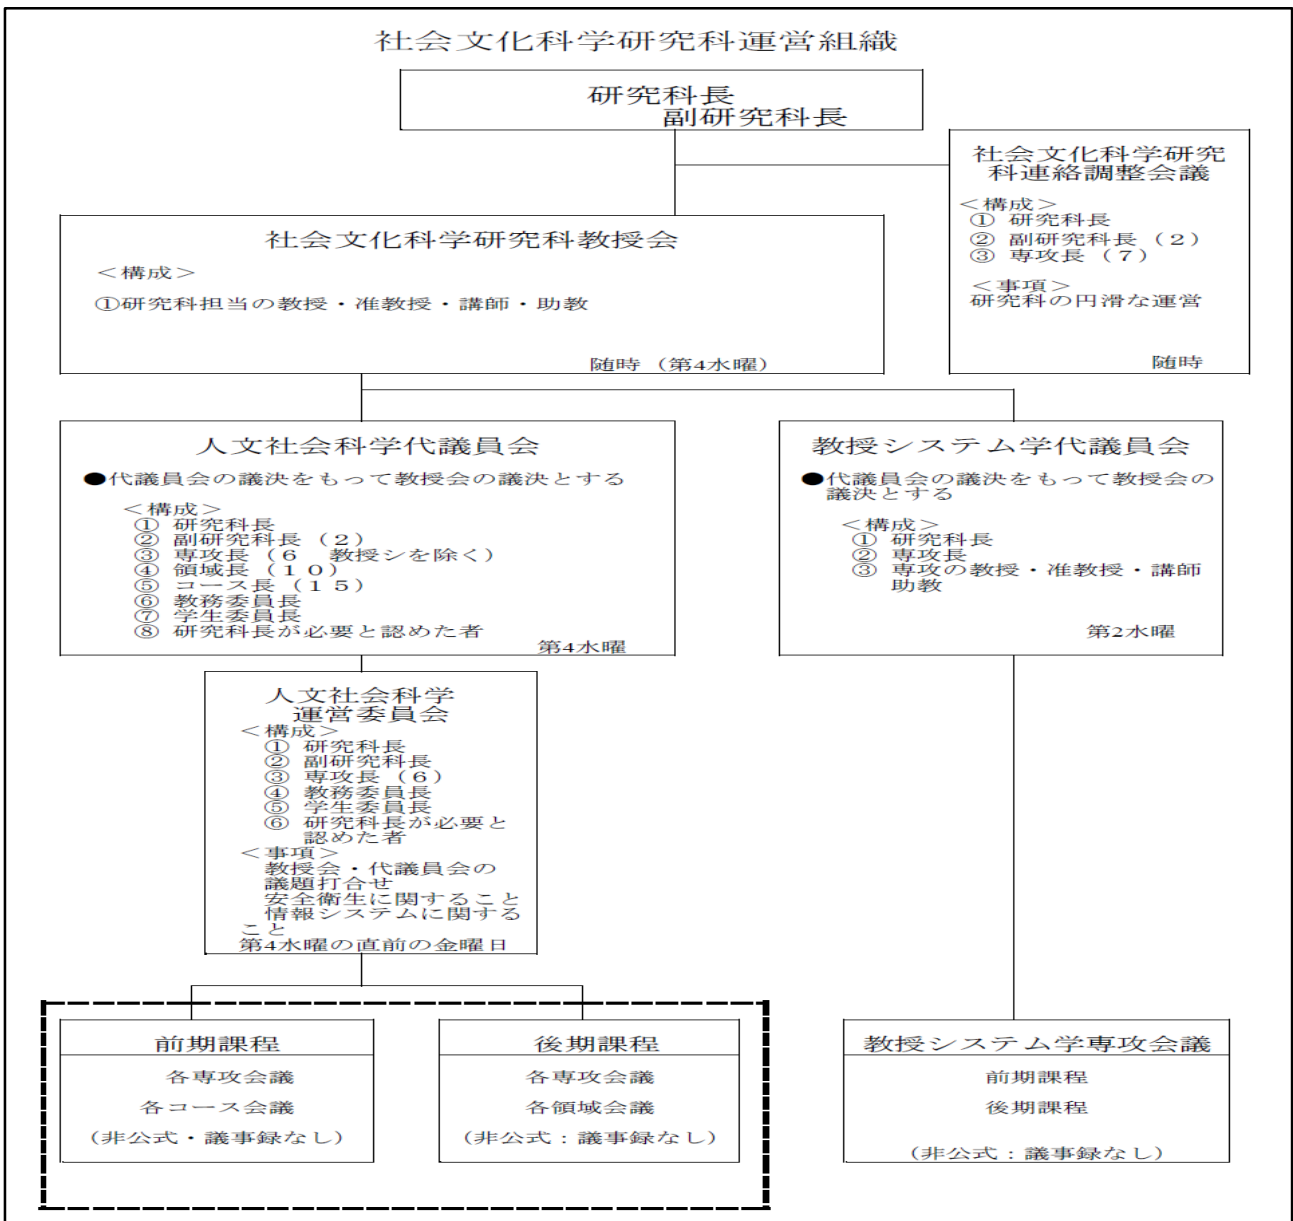 社会文化科学研究科運営組織
研究科長
副研究科長
社会文化科学研究
科連絡調整会議
＜構成＞
① 研究科長
② 副研究科長（2）
③ 専攻長（7）
＜事項＞
研究科の円滑な運営
随時
社会文化科学研究科教授会
＜構成＞
①研究科担当の教授・准教授・講師・助教
随時（第4水曜）
人文社会科学代議員会
●代議員会の議決をもって教授会の議決とする
＜構成＞
① 研究科長
② 副研究科長（2）
③ 専攻長（6　教授シを除く）
④ 領域長（10）
⑤ コース長（15）
⑥ 教務委員長
⑦ 学生委員長
⑧ 研究科長が必要と認めた者
第4水曜
教授システム学代議員会
●代議員会の議決をもって教授会の
議決とする
＜構成＞
① 研究科長
② 専攻長
③ 専攻の教授・准教授・講師
助教
第2水曜
人文社会科学
運営委員会
＜構成＞
① 研究科長
② 副研究科長
③ 専攻長（6）
④ 教務委員長
⑤ 学生委員長
⑥ 研究科長が必要と
認めた者
＜事項＞
教授会・代議員会の
議題打合せ
安全衛生に関すること
情報システムに関する
こと
第4水曜の直前の金曜日
前期課程
各専攻会議
各コース会議
（非公式・議事録なし）
後期課程
各専攻会議
各領域会議
（非公式：議事録なし）
教授システム学専攻会議
前期課程
後期課程
（非公式：議事録なし）